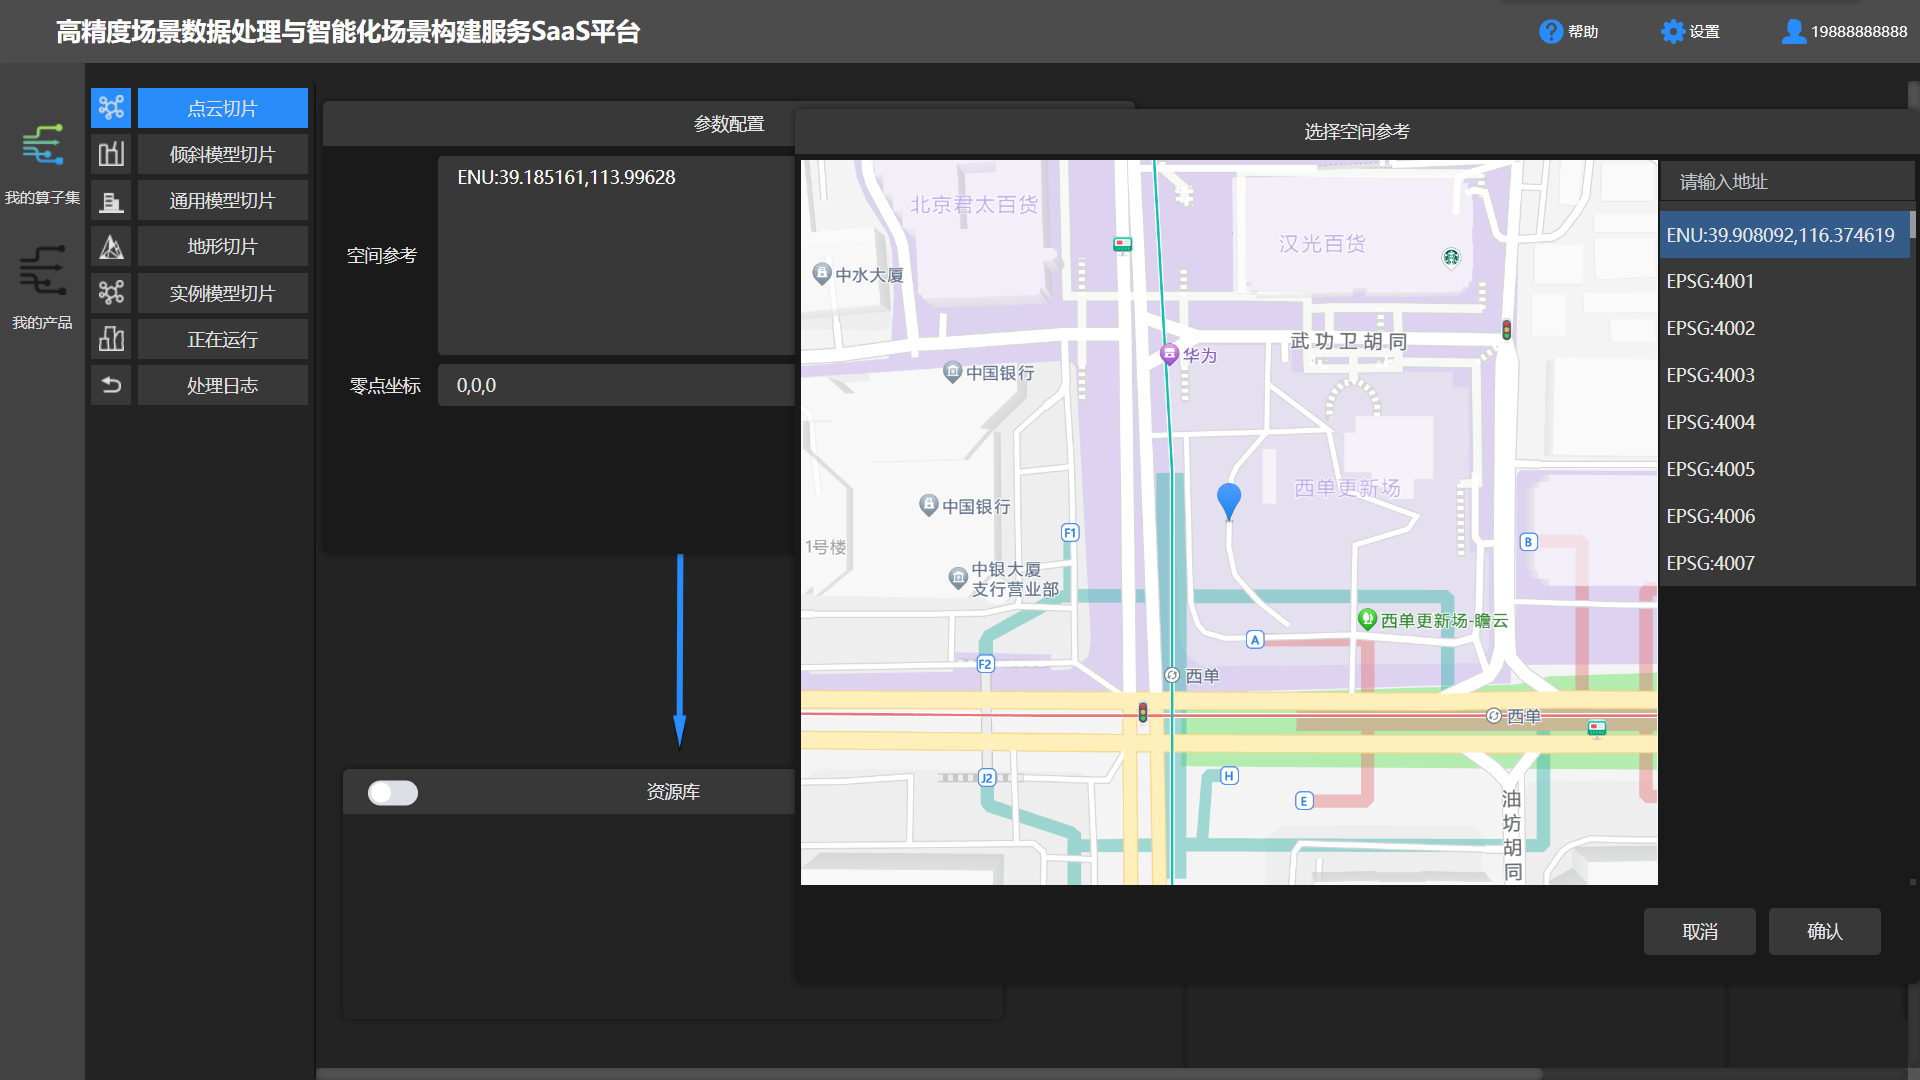 高精度场景数据处理与智能化场景构建服务SaaS平台
帮助
设置
19888888888
我的算子集
我的产品
点云切片
倾斜模型切片
通用模型切片
地形切片
实例模型切片
正在运行
处理日志
参数配置
空间参考
ENU:39.185161,113.99628
零点坐标
0,0,0
资源库
选择空间参考
北京君太百货
汉光百货
中水大厦
武功卫胡同
华为
中国银行
西单更新场
中国银行
1号楼
F1
B
中银大厦
支行营业部
西单更新场-瞻云
A
F2
西单
西单
J2
H
E
油坊胡同
请输入地址
ENU:39.908092,116.374619
EPSG:4001
EPSG:4002
EPSG:4003
EPSG:4004
EPSG:4005
EPSG:4006
EPSG:4007
取消
确认